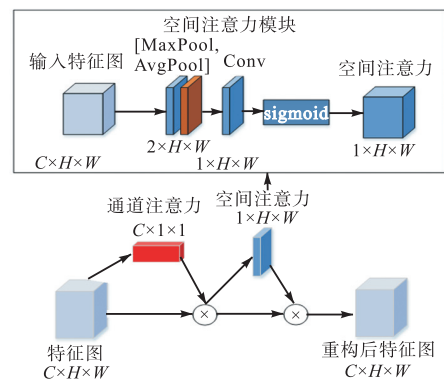 空间注意力模块
[MaxPool,
AvgPool]
Conv
输入特征图
空间注意力
sigmoid
2×H×W
1×H×W
C×H×W
1×H×W
通道注意力
C×1×1
空间注意力
1×H×W
×
×
特征图
C×H×W
重构后特征图
C×H×W